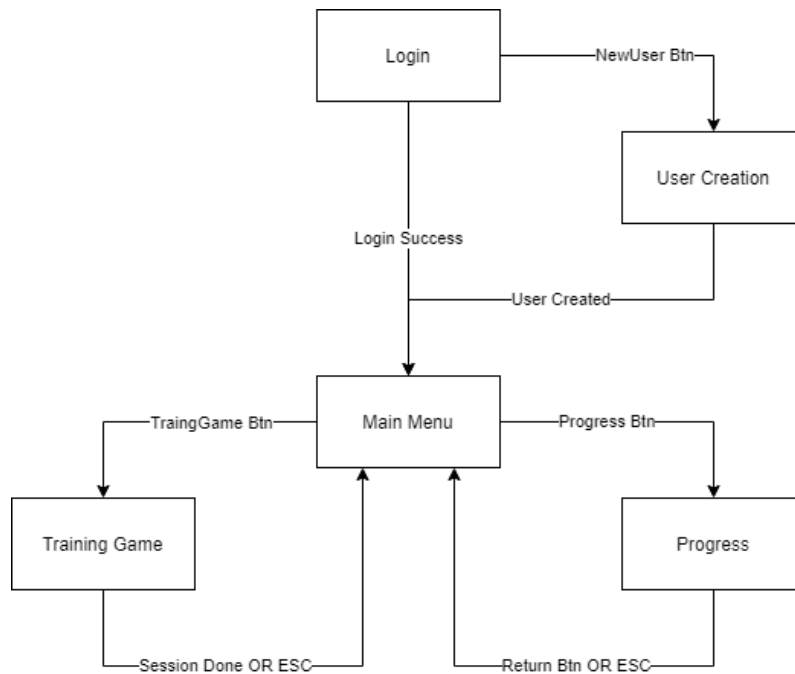 Login
NewUser Btn
User Creation
Login Success
User Created
TraingGame Btn
Main Menu
Progress Btn
Training Game
Progress
Session Done OR ESC
Return Btn OR ESC